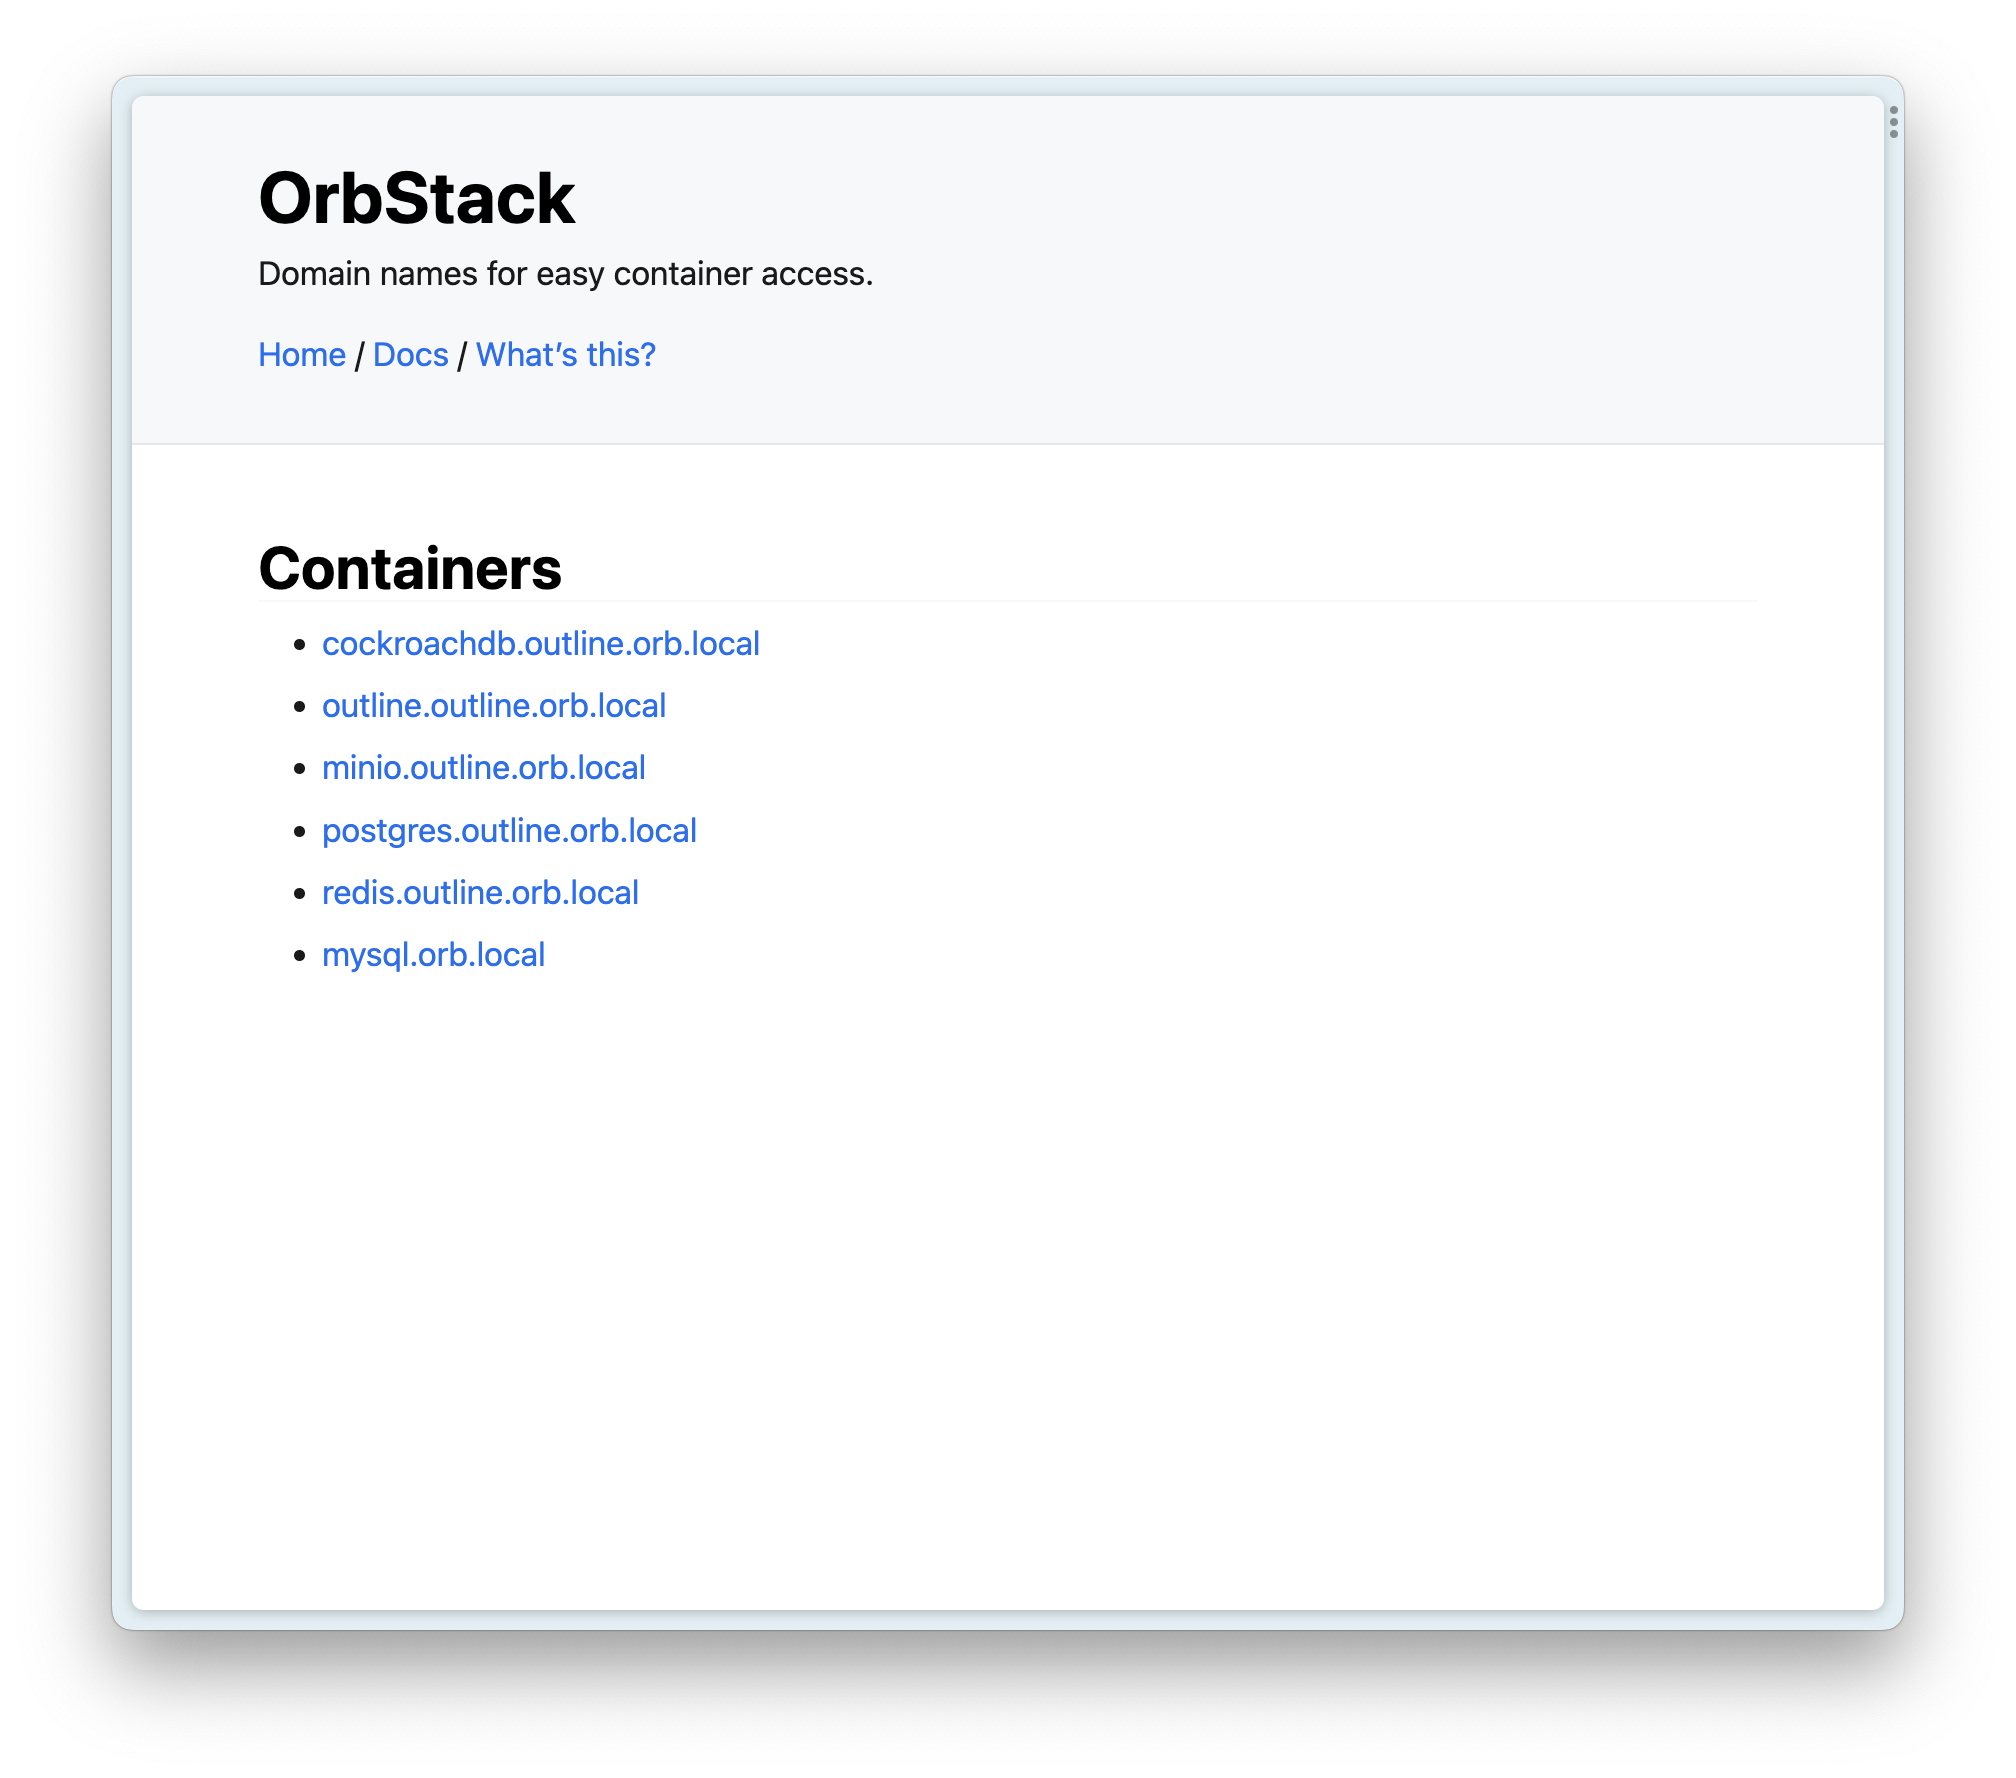 OrbStack
Domain names for easy container access.
Home / Docs / What’s this?
Containers
cockroachdb.outline.orb.local
outline.outline.orb.local
minio.outline.orb.local
postgres.outline.orb.local
redis.outline.orb.local
mysql.orb.local